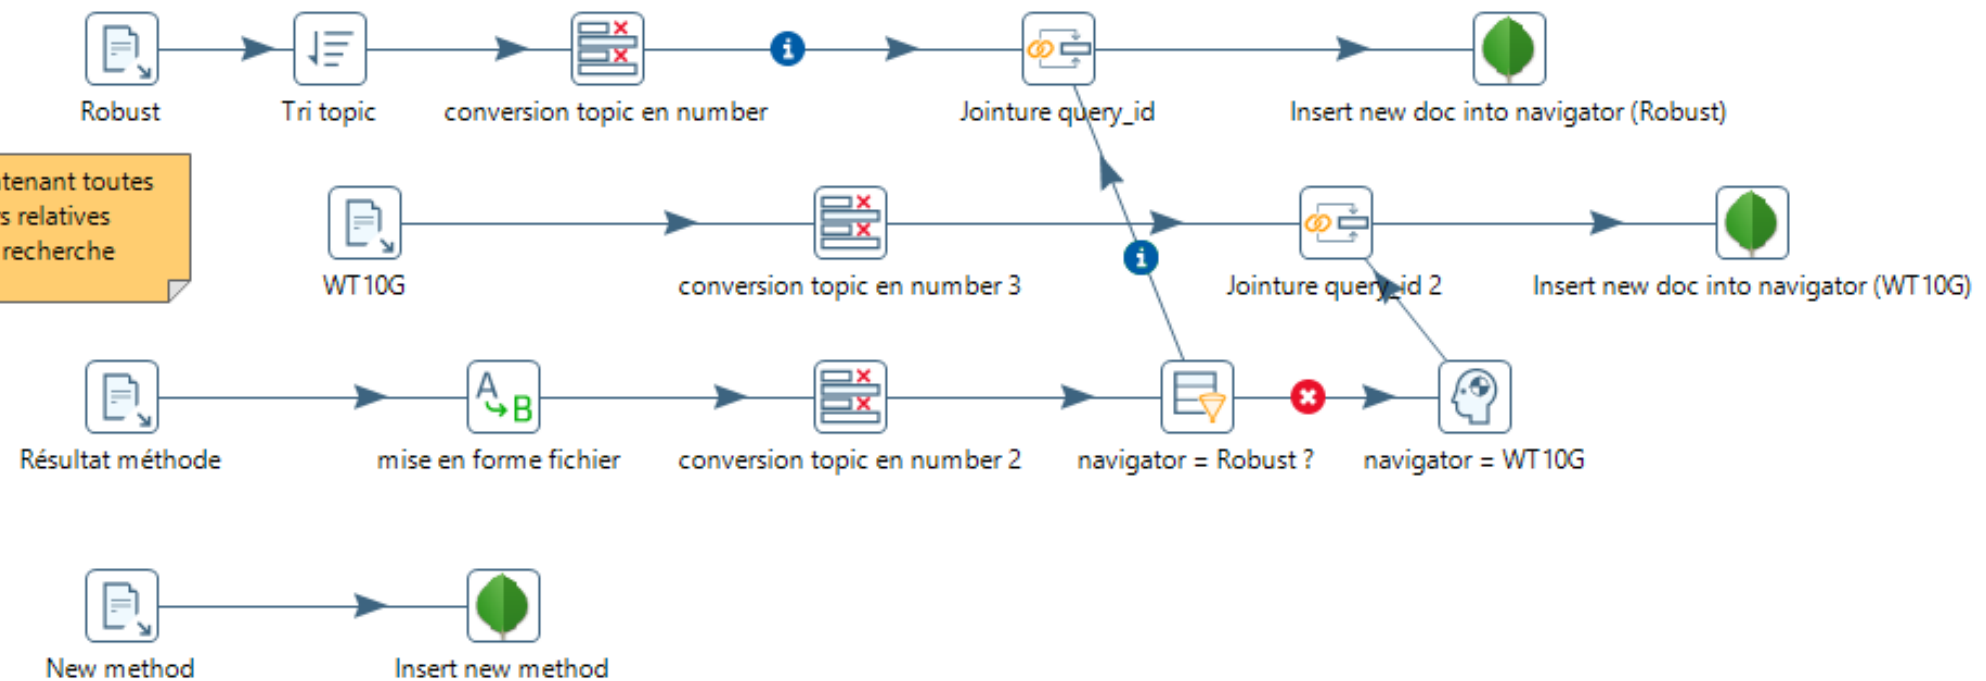 Robust
Tri topic
conversion topic en number
Jointure query_id
Insert new doc into navigator (Robust)
tenant toutes
s relatives
recherche
WT10G
conversion topic en number 3
Jointure query_id 2
Insert new doc into navigator (WT10G)
A
B
Résultat méthode
mise en forme fichier
conversion topic en number 2
navigator = Robust ?
navigator = WT10G
New method
Insert new method